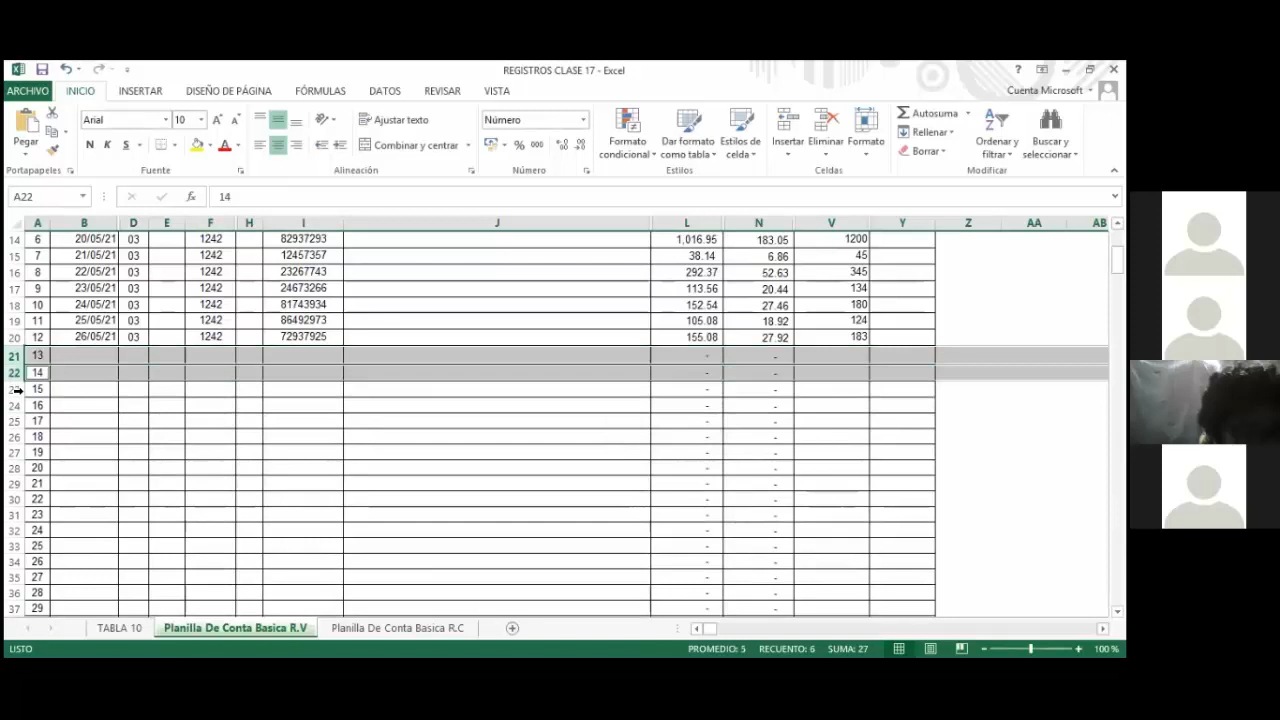 REGISTROS CLASE 17 - Excel
?
ARCHIVO INICIO INSERTAR DISEÑO DE PÁGINA FÓRMULAS DATOS REVISAR VISTA Cuenta Microsoft
Pegar
Arial 10 A A
N K S A
Ajustar texto
Combinar y centrar
Número
% 000
Formato condicional
Dar formato como tabla
Estilos de celda
Insertar Eliminar Formato
Autosuma
Rellenar
Borrar
Ordenar y filtrar
Buscar y seleccionar
Portapapeles Fuente Alineación Número Estilos Celdas Modificar
A22 fx 14
A B D E F H I J L N V Y Z AA AB
14 6 20/05/21 03 1242 82937293 1,016.95 183.05 1200
15 7 21/05/21 03 1242 12457357 38.14 6.86 45
16 8 22/05/21 03 1242 23267743 292.37 52.63 345
17 9 23/05/21 03 1242 24673266 113.56 20.44 134
18 10 24/05/21 03 1242 81743934 152.54 27.46 180
19 11 25/05/21 03 1242 86492973 105.08 18.92 124
20 12 26/05/21 03 1242 72937925 155.08 27.92 183
21 13 - -
22 14 - -
15 - -
24 16 - -
25 17 - -
26 18 - -
27 19 - -
28 20 - -
29 21 - -
30 22 - -
31 23 - -
32 24 - -
33 25 - -
34 26 - -
35 27 - -
36 28 - -
37 29 - -
TABLA 10 Planilla De Conta Basica R.V Planilla De Conta Basica R.C
LISTO PROMEDIO: 5 RECUENTO: 6 SUMA: 27 100 %